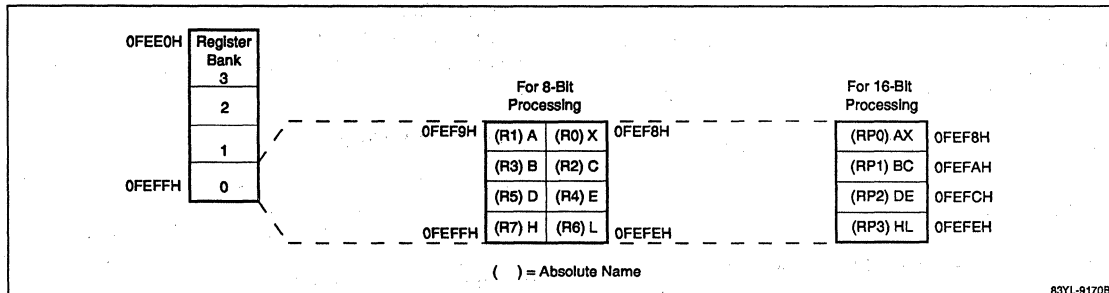 0FEE0H
Register
Bank
3
2
1
0FEFFH
0
For 8-Bit
Processing
0FEF9H (R1) A (R0) X 0FEF8H
(R3) B (R2) C
(R5) D (R4) E
0FEFFH (R7) H (R6) L 0FEFEH
For 16-Bit
Processing
(RP0) AX 0FEF8H
(RP1) BC 0FEFAH
(RP2) DE 0FEFCH
(RP3) HL 0FEFEH
( ) = Absolute Name
83YL-9170B